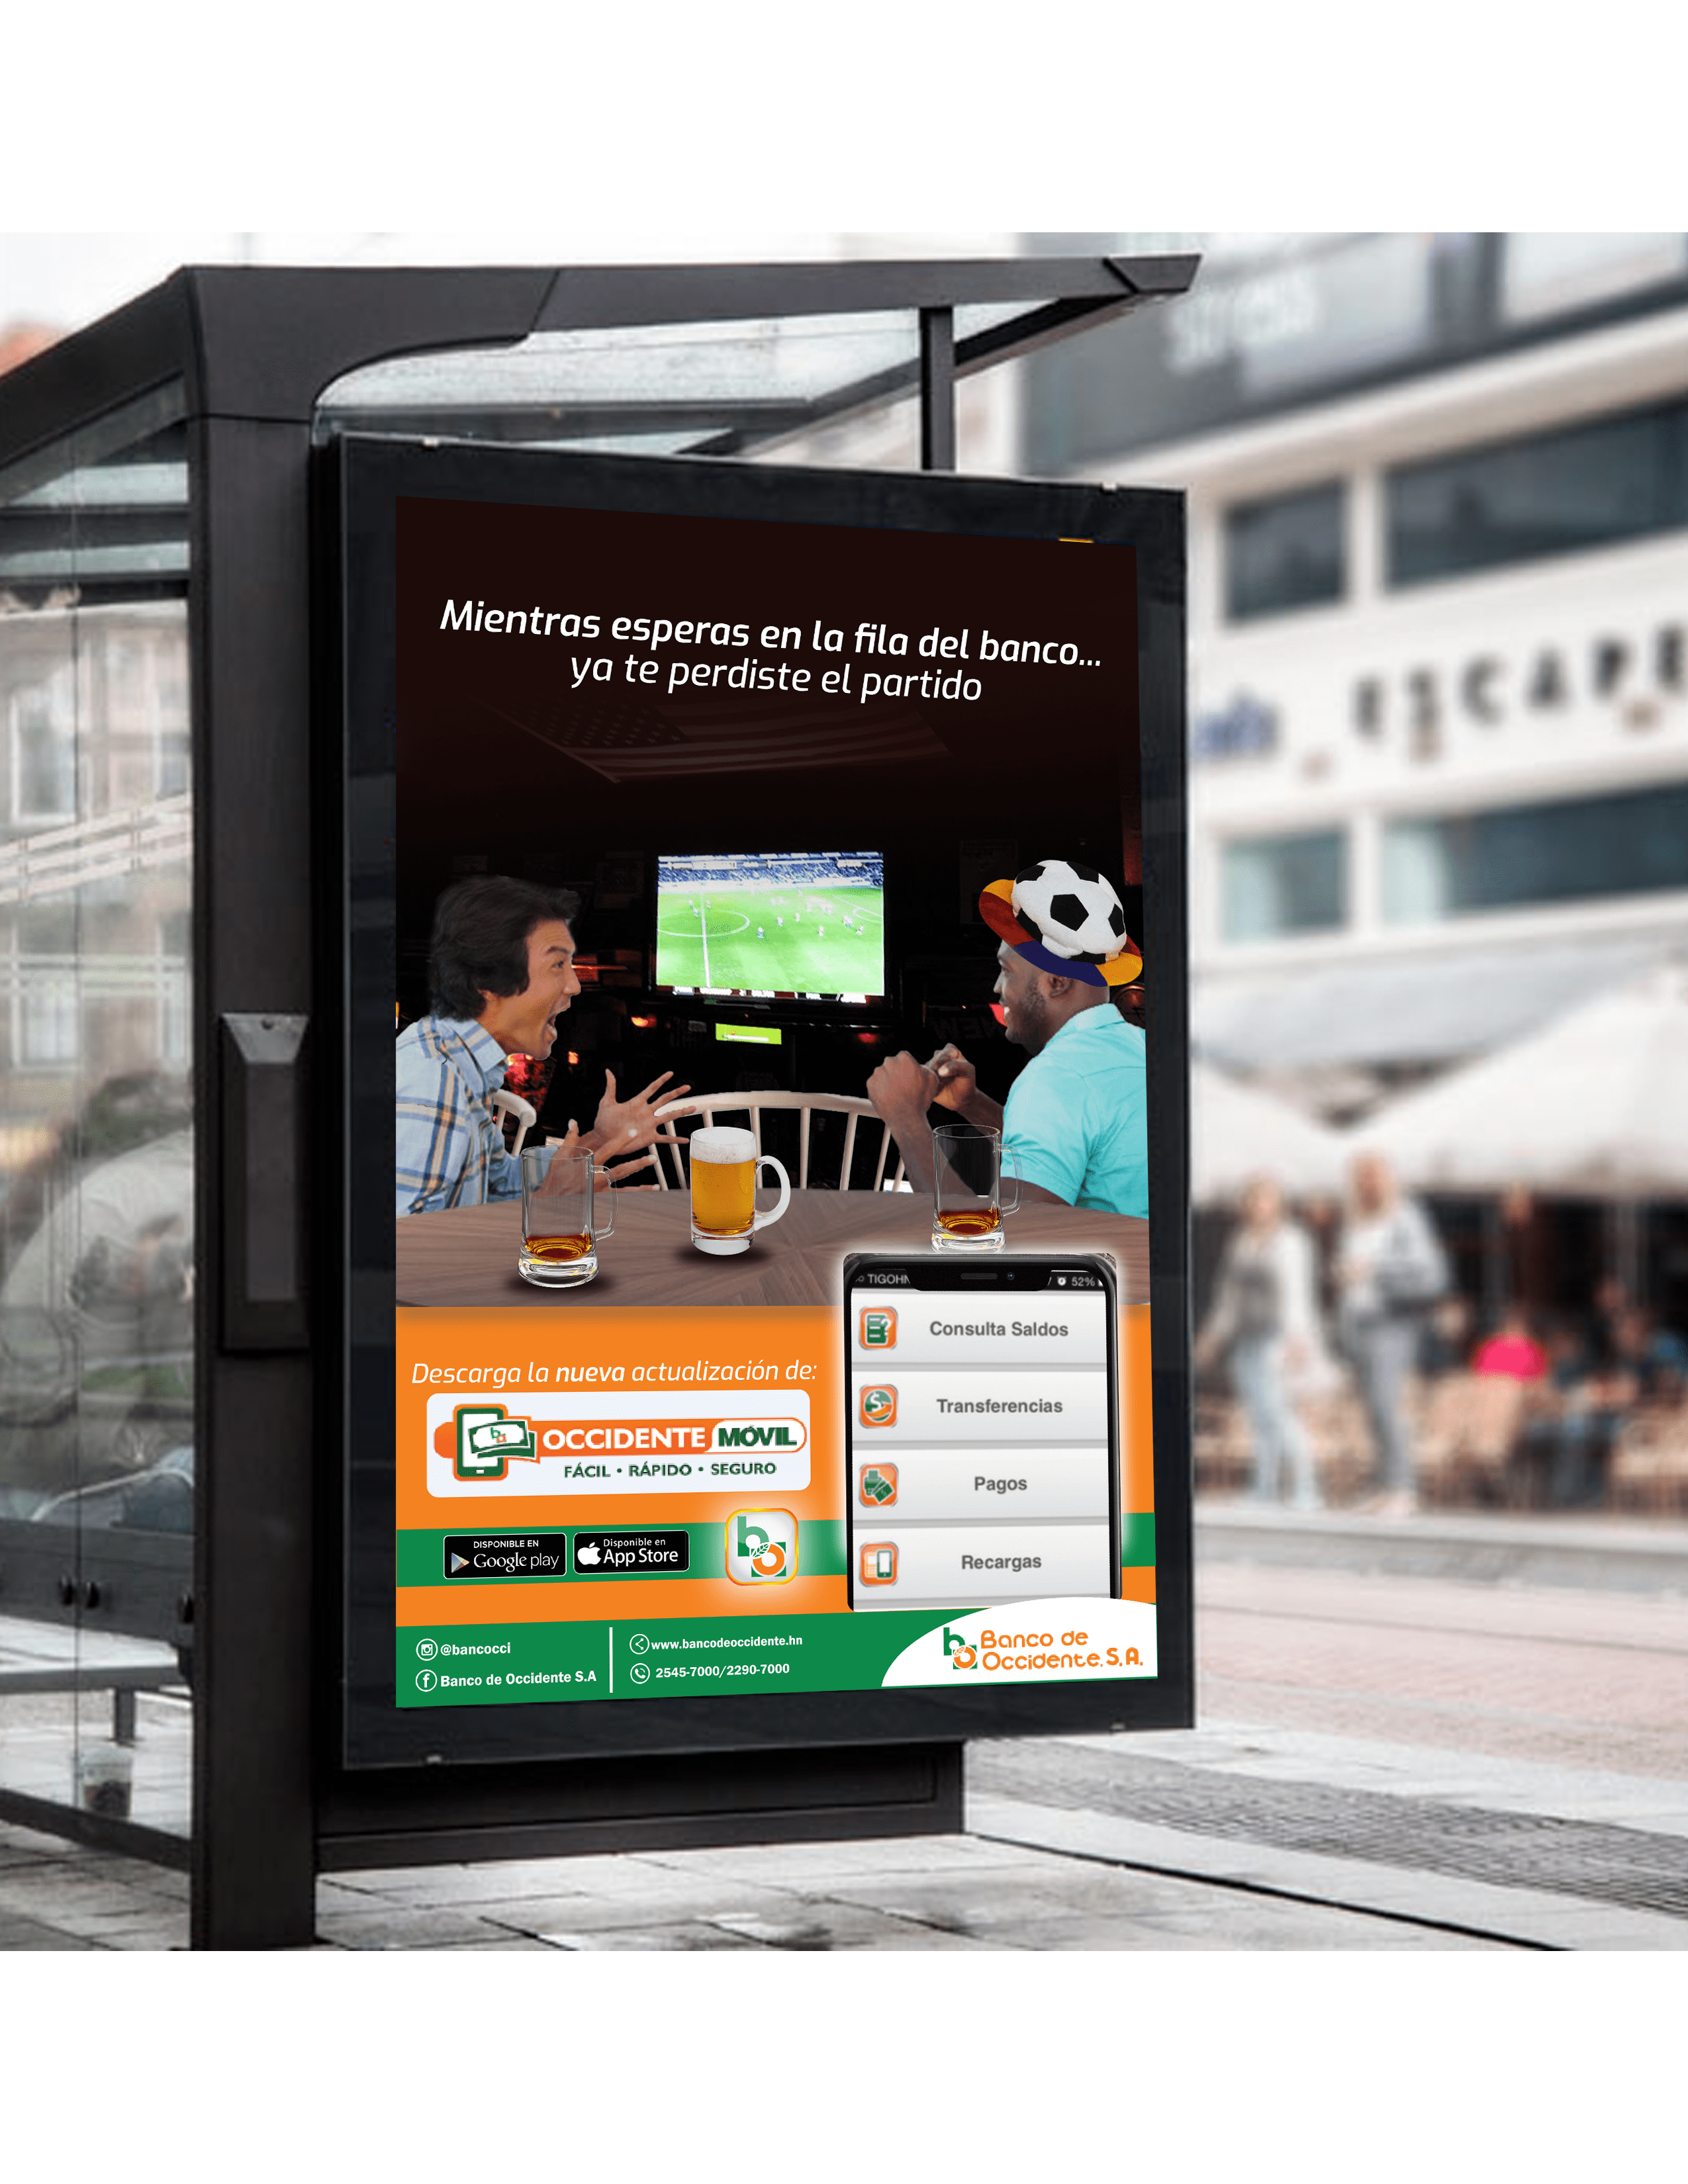 Mientras esperas en la fila del banco...
ya te perdiste el partido
ESCAPE
TIGOHN
52%
Consulta Saldos
Transferencias
Pagos
Recargas
Descarga la nueva actualización de:
OCCIDENTE MÓVIL
FÁCIL • RÁPIDO • SEGURO
DISPONIBLE EN
Google play
Disponible en
App Store
@bancocci
Banco de Occidente S.A
www.bancodeoccidente.hn
2545-7000/2290-7000
Banco de
Occidente. S. A.